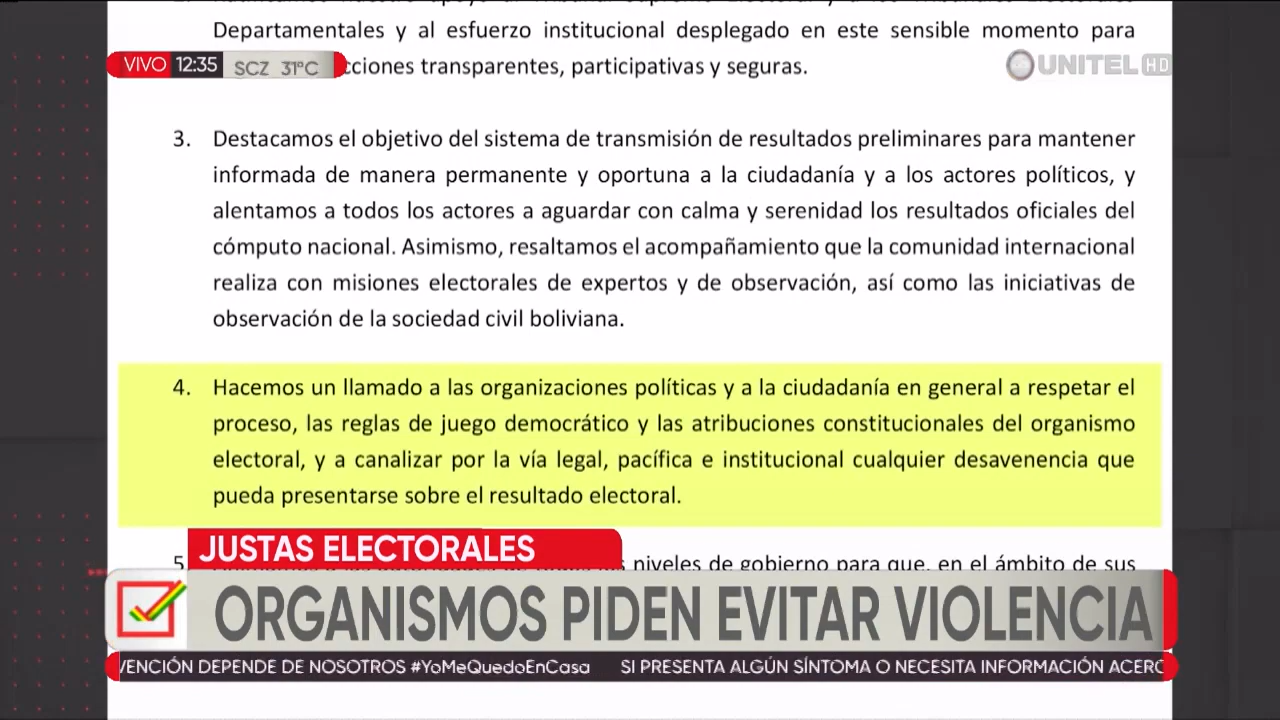 Departamentales y al esfuerzo institucional desplegado en este sensible momento para
VIVO 12:35 SCZ 31°C
cciones transparentes, participativas y seguras.
UNITEL HD
3. Destacamos el objetivo del sistema de transmisión de resultados preliminares para mantener
informada de manera permanente y oportuna a la ciudadanía y a los actores políticos, y
alentamos a todos los actores a aguardar con calma y serenidad los resultados oficiales del
cómputo nacional. Asimismo, resaltamos el acompañamiento que la comunidad internacional
realiza con misiones electorales de expertos y de observación, así como las iniciativas de
observación de la sociedad civil boliviana.
4. Hacemos un llamado a las organizaciones políticas y a la ciudadanía en general a respetar el
proceso, las reglas de juego democrático y las atribuciones constitucionales del organismo
electoral, y a canalizar por la vía legal, pacífica e institucional cualquier desavenencia que
pueda presentarse sobre el resultado electoral.
5 niveles de gobierno para que, en el ámbito de sus
JUSTAS ELECTORALES
ORGANISMOS PIDEN EVITAR VIOLENCIA
VENCIÓN DEPENDE DE NOSOTROS #YoMeQuedoEnCasa SI PRESENTA ALGÚN SÍNTOMA O NECESITA INFORMACIÓN ACERC